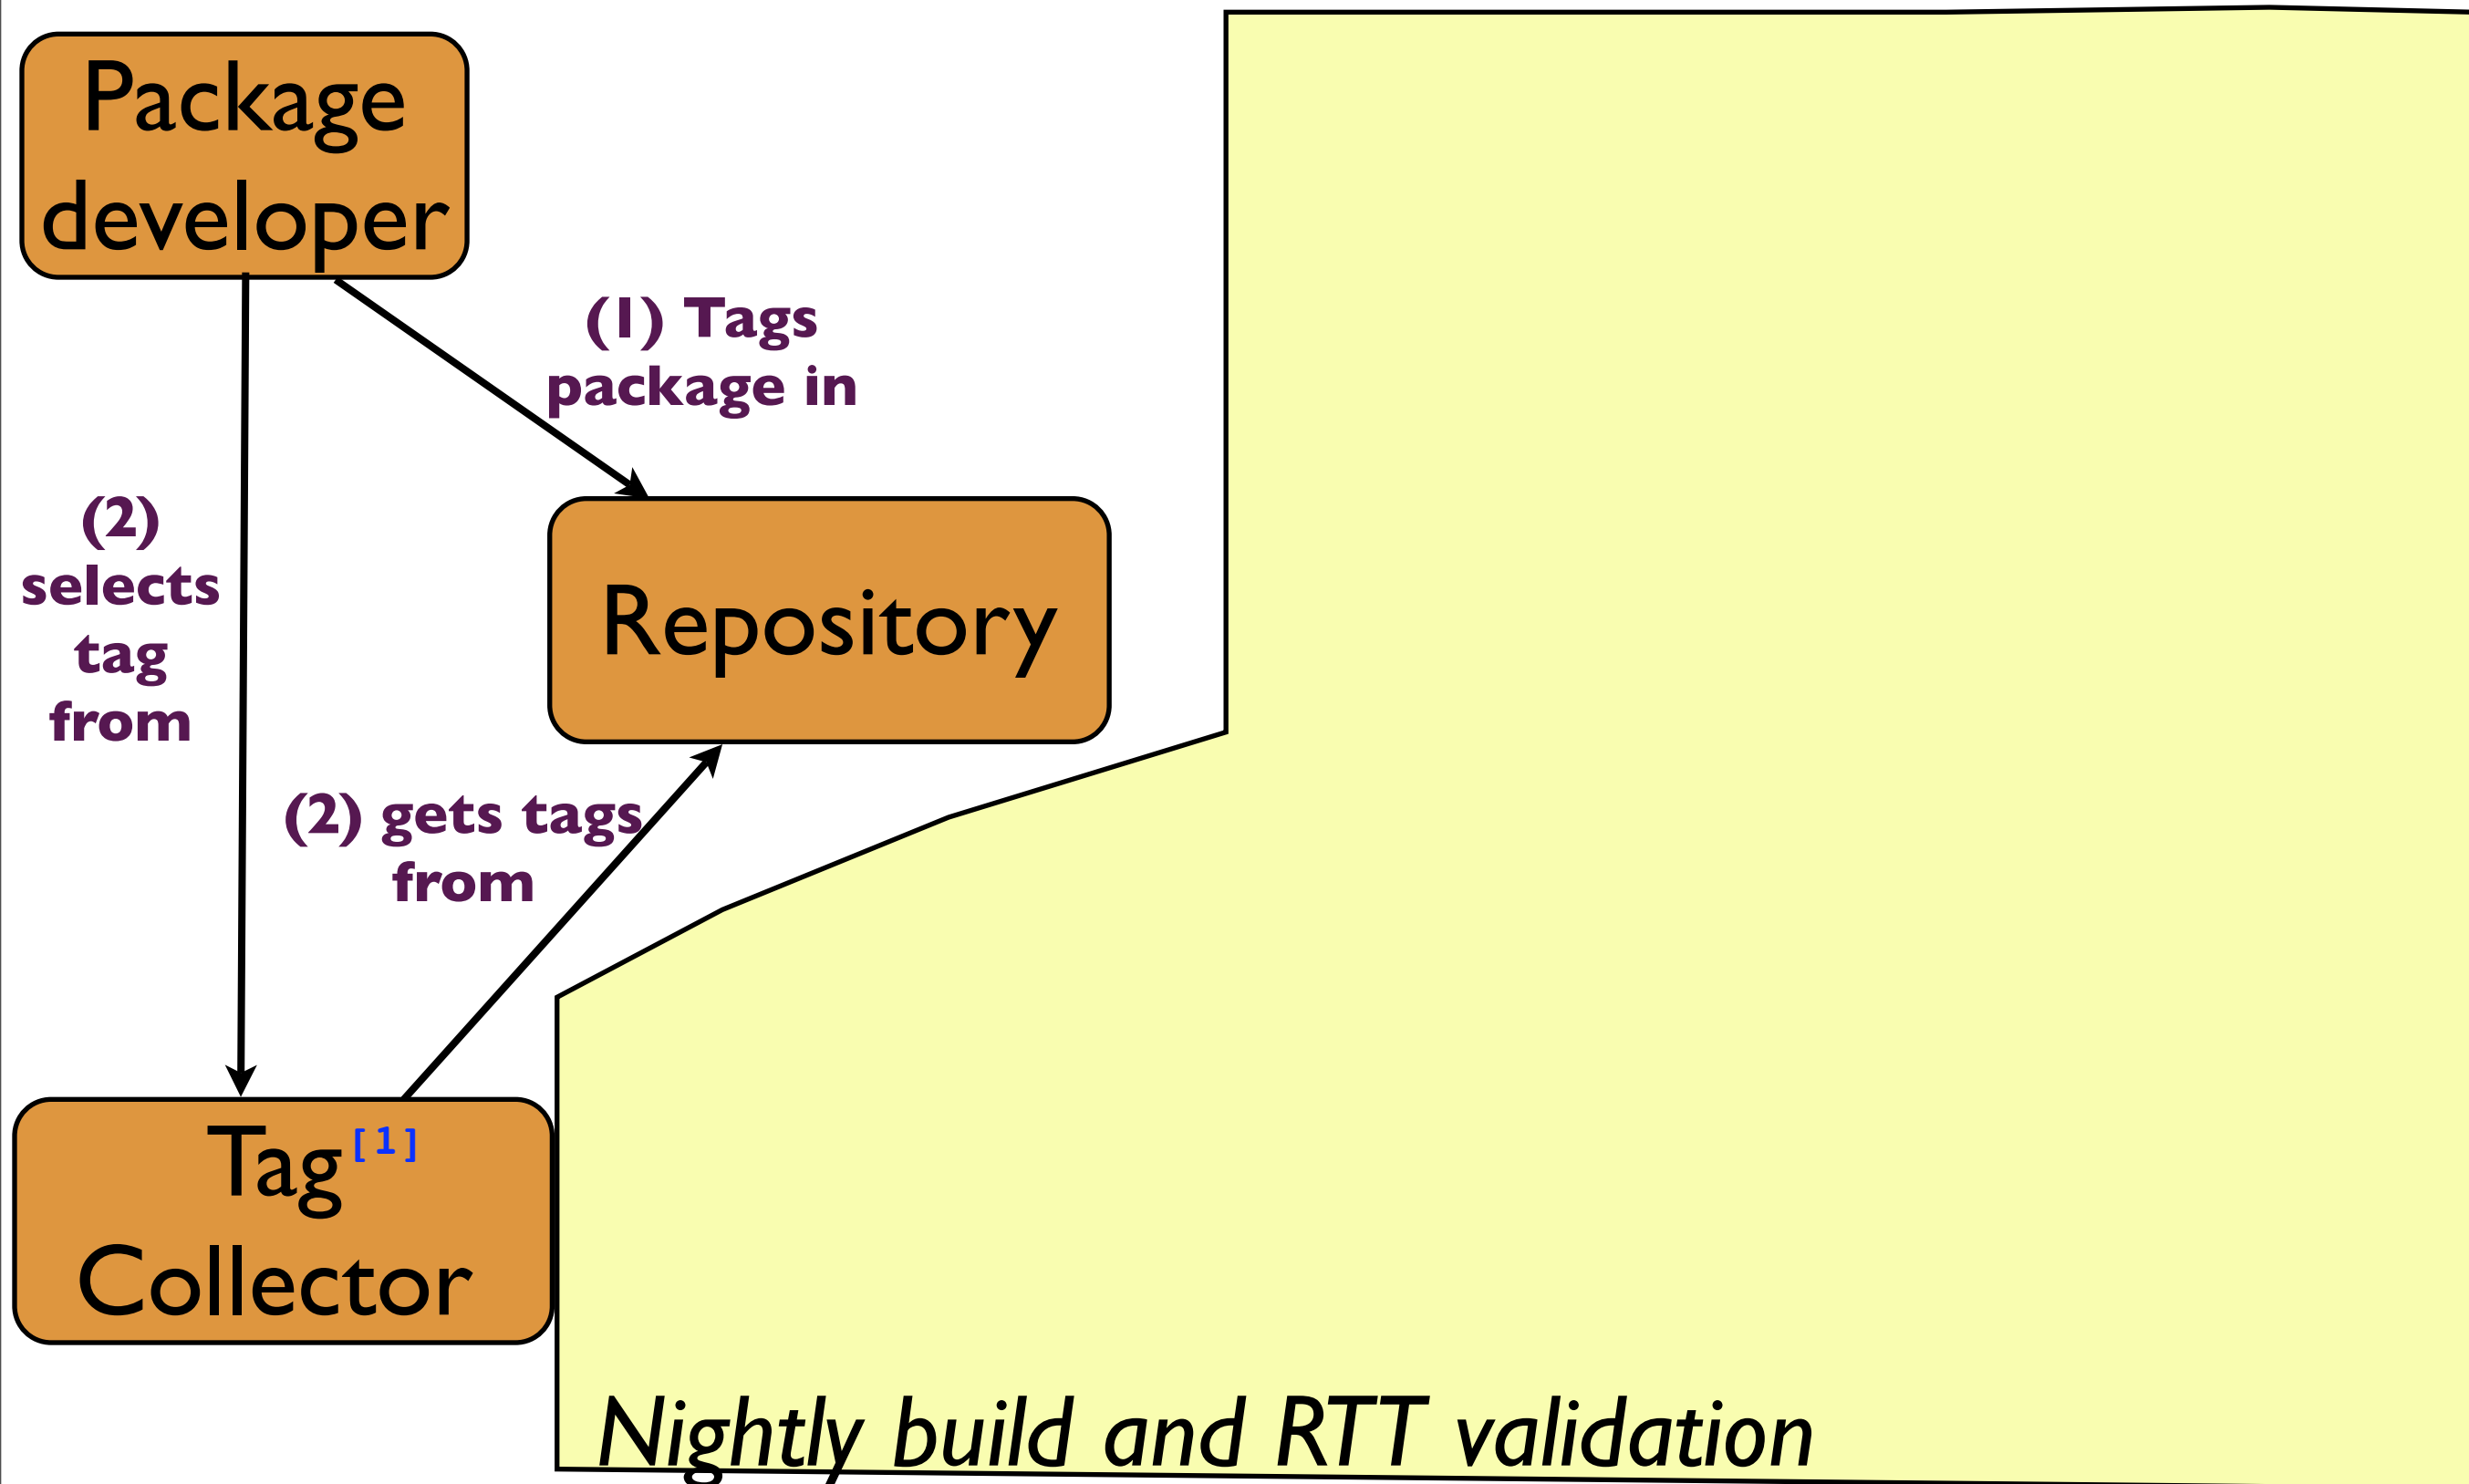 Package
developer
(1) Tags
package in
(2)
selects
tag
from
Repository
(2) gets tags
from
Tag[1]
Collector
Nightly build and RTT validation